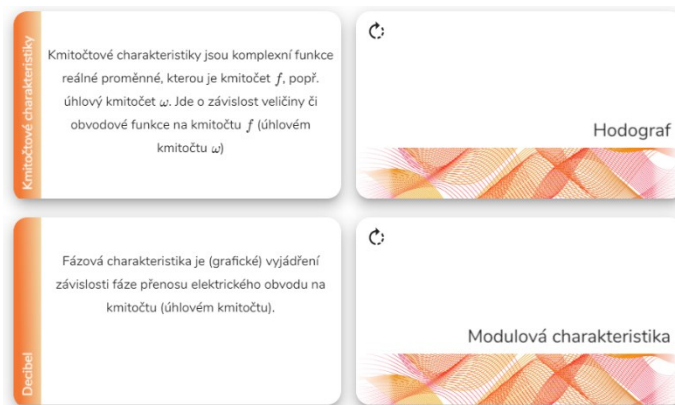 Kmitočtové charakteristiky
Kmitočtové charakteristiky jsou komplexní funkce
reálné proměnné, kterou je kmitočet f, popř.
úhlový kmitočet ω. Jde o závislost veličiny či
obvodové funkce na kmitočtu f (úhlovém
kmitočtu ω)
Hodograf
Decibel
Fázová charakteristika je (grafické) vyjádření
závislosti fáze přenosu elektrického obvodu na
kmitočtu (úhlovém kmitočtu).
Modulová charakteristika